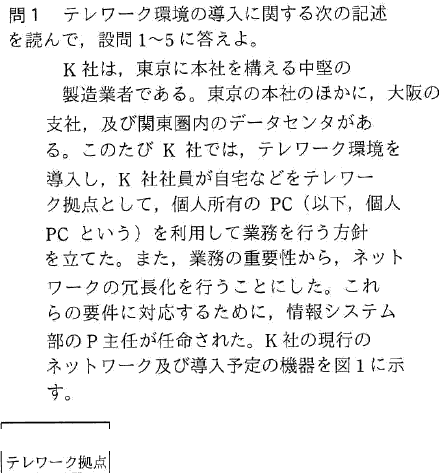 問1　テレワーク環境の導入に関する次の記述
を読んで，設問1～5に答えよ。
K社は，東京に本社を構える中堅の
製造業者である。東京の本社のほかに，大阪の
支社，及び関東圏内のデータセンタがあ
る。このたび K 社では，テレワーク環境を
導入し，K 社社員が自宅などをテレワー
ク拠点として，個人所有の PC（以下，個人
PC という）を利用して業務を行う方針
を立てた。また，業務の重要性から，ネット
ワークの冗長化を行うことにした。これ
らの要件に対応するために，情報システム
部のP主任が任命された。K社の現行の
ネットワーク及び導入予定の機器を図1に示
す。
テレワーク拠点